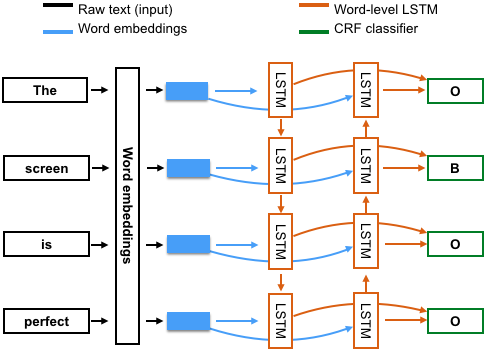 Raw text (input)
Word-level LSTM
Word embeddings
CRF classifier
The
LSTM
LSTM
O
screen
LSTM
LSTM
B
Word embeddings
is
LSTM
LSTM
O
perfect
LSTM
LSTM
O